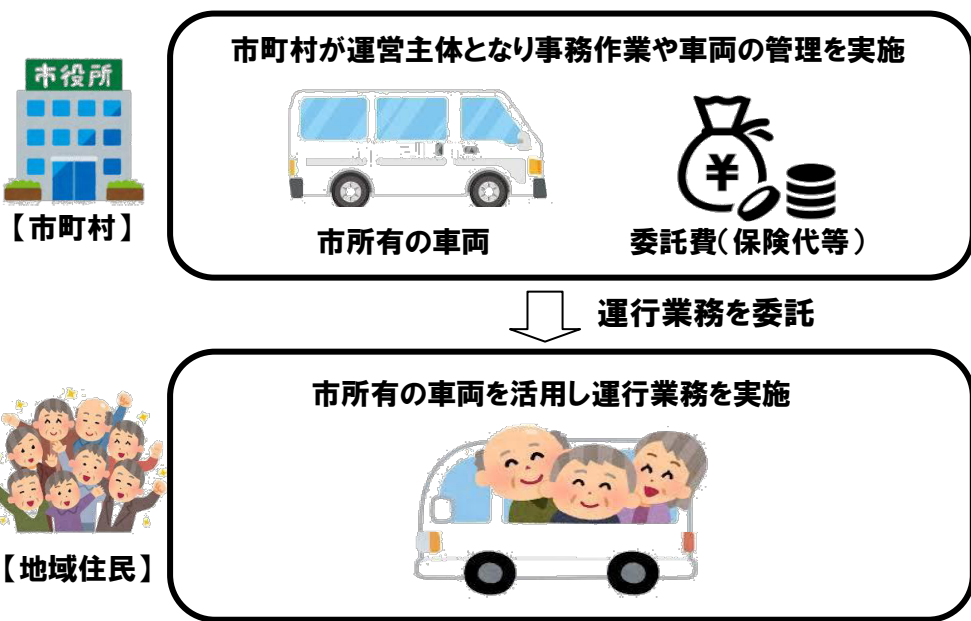 市町村が運営主体となり事務作業や車両の管理を実施
市役所
¥
【市町村】
市所有の車両
委託費(保険代等)
運行業務を委託
市所有の車両を活用し運行業務を実施
【地域住民】